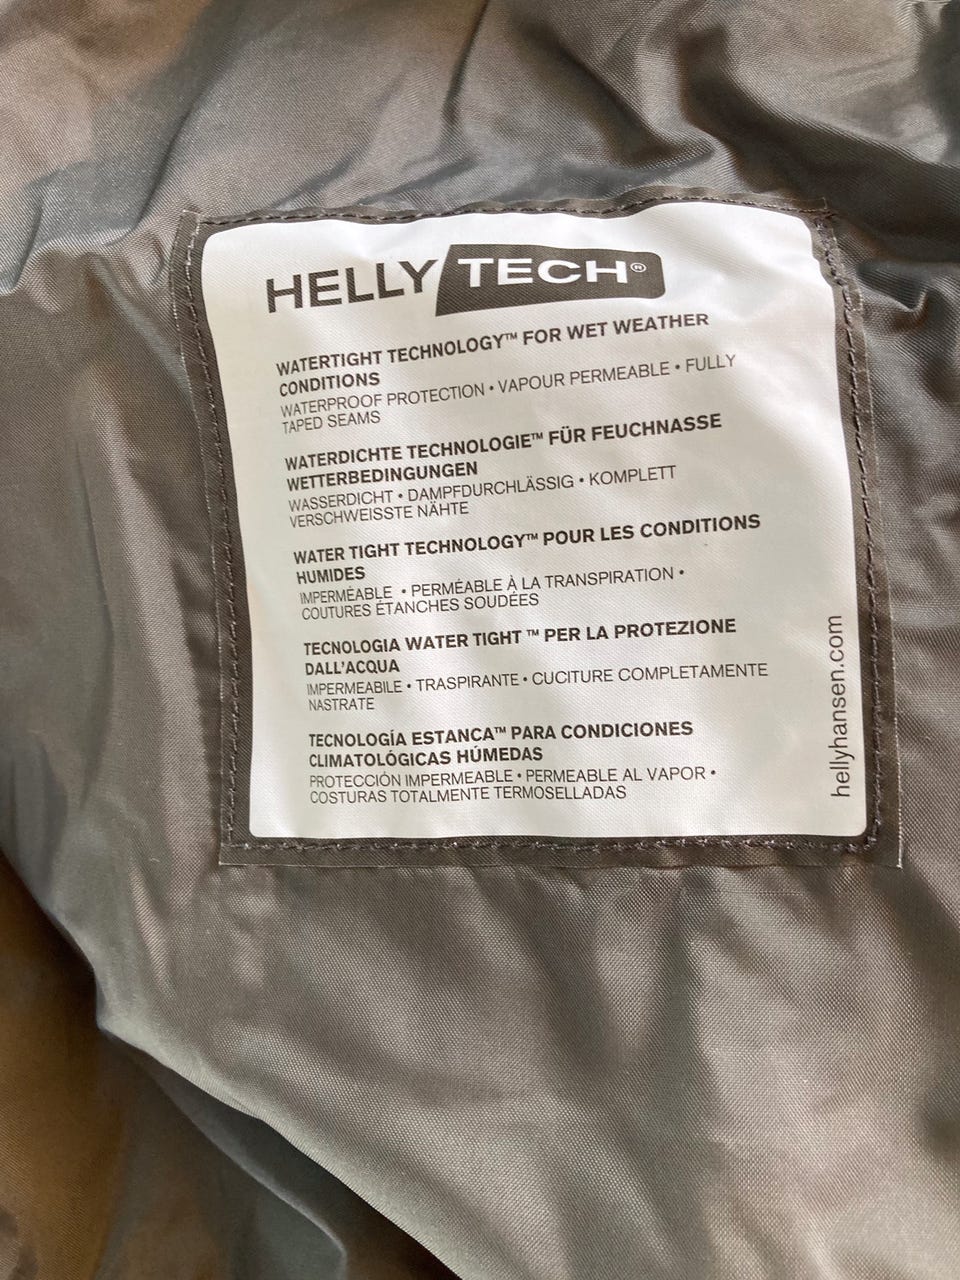 HELLY TECH®
WATERTIGHT TECHNOLOGY™ FOR WET WEATHER
CONDITIONS
WATERPROOF PROTECTION • VAPOUR PERMEABLE • FULLY
TAPED SEAMS
WATERDICHTE TECHNOLOGIE™ FÜR FEUCHNASSE
WETTERBEDINGUNGEN
WASSERDICHT • DAMPFDURCHLÄSSIG • KOMPLETT
VERSCHWEISSTE NÄHTE
WATER TIGHT TECHNOLOGY™ POUR LES CONDITIONS
HUMIDES
IMPERMÉABLE • PERMÉABLE À LA TRANSPIRATION •
COUTURES ÉTANCHES SOUDÉES
TECNOLOGIA WATER TIGHT ™ PER LA PROTEZIONE
DALL'ACQUA
IMPERMEABILE • TRASPIRANTE • CUCITURE COMPLETAMENTE
NASTRATE
TECNOLOGÍA ESTANCA™ PARA CONDICIONES
CLIMATOLÓGICAS HÚMEDAS
PROTECCIÓN IMPERMEABLE • PERMEABLE AL VAPOR •
COSTURAS TOTALMENTE TERMOSELLADAS
hellyhansen.com